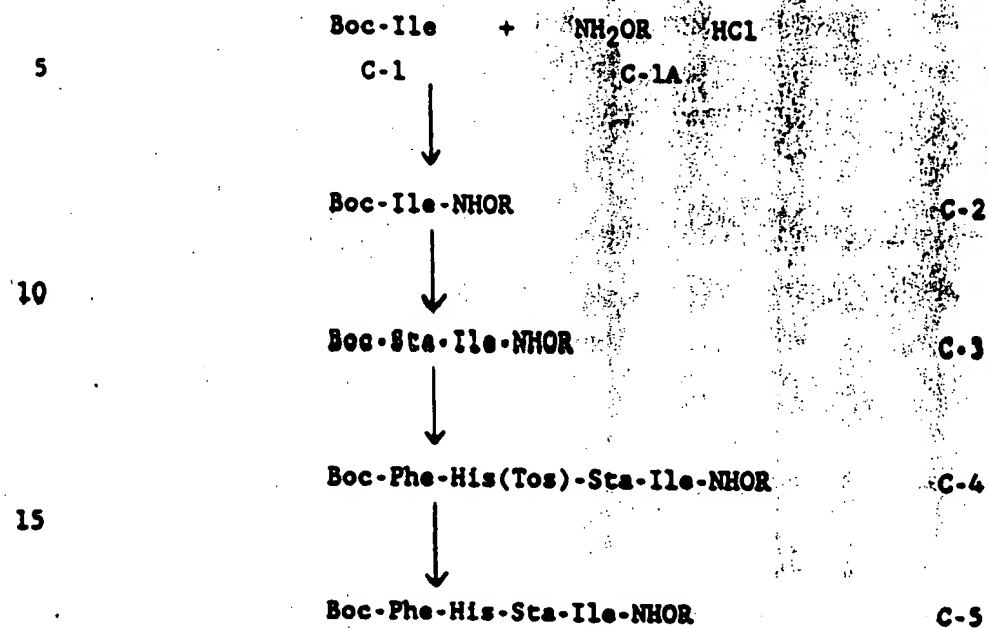 Boc-Ile + NH2OR HCl
5 C-1 C-1A
Boc-Ile-NHOR C-2
10
Boc-Sta-Ile-NHOR C-3
Boc-Phe-His(Tos)-Sta-Ile-NHOR C-4
15
Boc-Phe-His-Sta-Ile-NHOR C-5